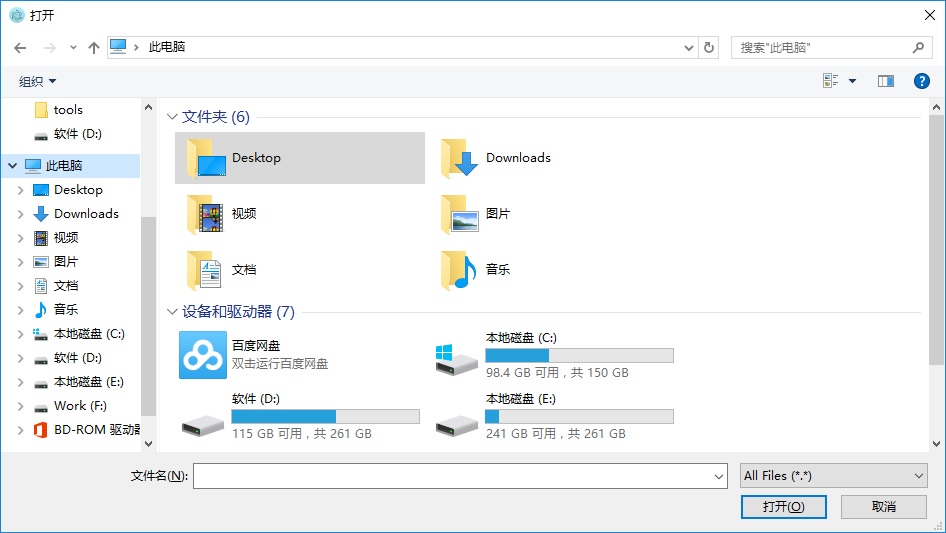 打开
此电脑
搜索"此电脑"
组织
?
tools
软件 (D:)
此电脑
Desktop
Downloads
视频
图片
文档
音乐
本地磁盘 (C:)
软件 (D:)
本地磁盘 (E:)
Work (F:)
BD-ROM 驱动器
文件夹 (6)
Desktop
Downloads
视频
图片
文档
音乐
设备和驱动器 (7)
百度网盘
双击运行百度网盘
本地磁盘 (C:)
98.4 GB 可用，共 150 GB
软件 (D:)
115 GB 可用，共 261 GB
本地磁盘 (E:)
241 GB 可用，共 261 GB
文件名(N):
All Files (*.*)
打开(O)
取消